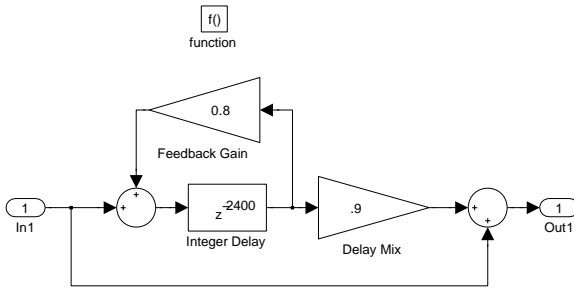 f()
function
0.8
Feedback Gain
1
In1
+
+
z-2400
Integer Delay
.9
Delay Mix
+
+
1
Out1